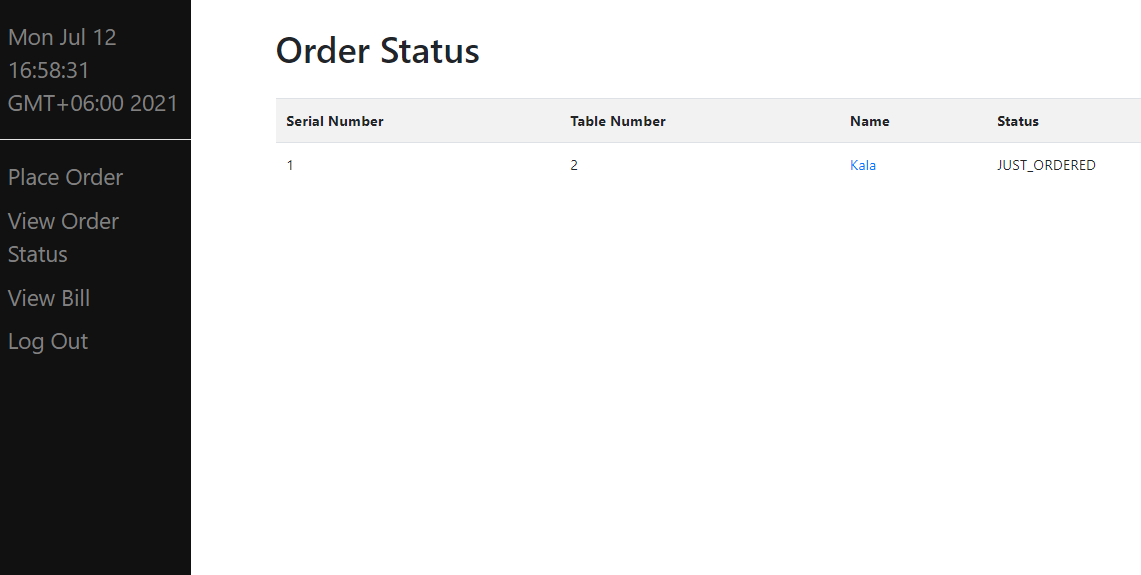 Mon Jul 12
16:58:31
GMT+06:00 2021
Place Order
View Order
Status
View Bill
Log Out
Order Status
Serial Number Table Number Name Status
1 2 Kala JUST_ORDERED